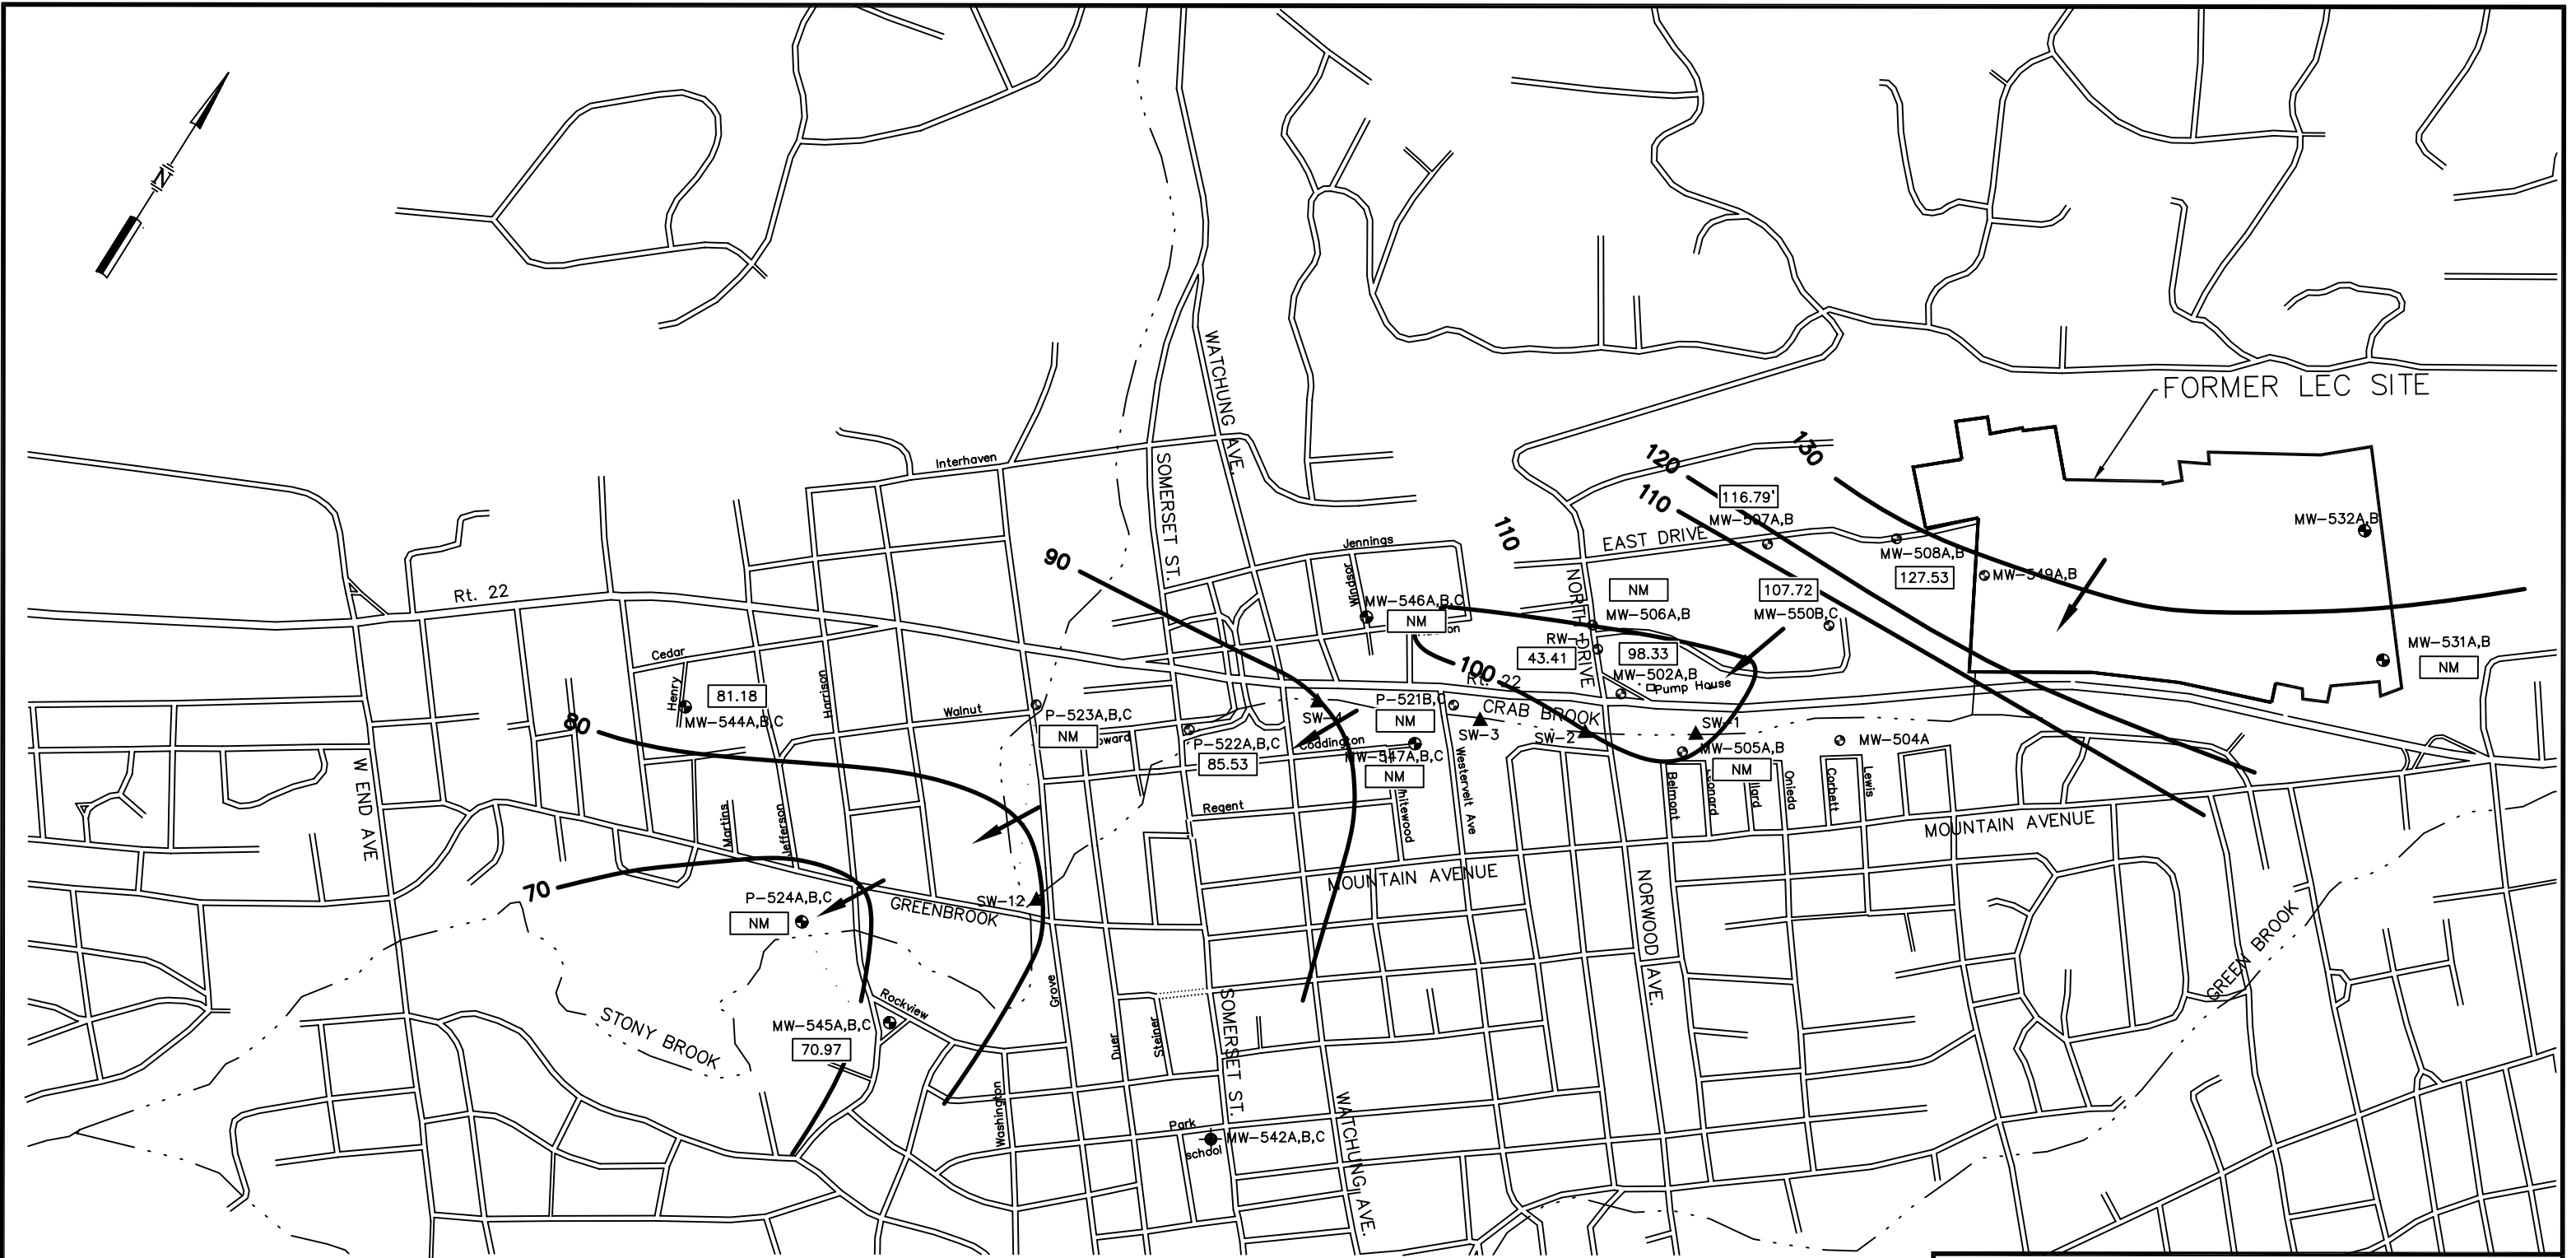 N
FORMER LEC SITE
WATCHUNG AVE.
SOMERSET ST.
Interhaven
130
120
110
116.79'
MW-507A,B
EAST DRIVE
MW-532A,B
MW-508A,B
127.53
MW-549A,B
110
Jennings
Windsor
90
Rt. 22
NORTH DRIVE
NM
MW-506A,B
107.72
MW-550B,C
MW-546A,B,C
NM
RW-1
43.41
98.33
MW-502A,B
Pump House
MW-531A,B
NM
Cedar
Henry
81.18
MW-544A,B,C
Harrison
80
Walnut
100
Rt. 22
P-521B,C
NM
CRAB BROOK
SW-1
SW-2
SW-3
SW-4
P-523A,B,C
NM
P-522A,B,C
85.53
Coddington
MW-547A,B,C
NM
MW-505A,B
NM
MW-504A
W END AVE
Martins
Jefferson
Regent
Westervelt Ave
Belmont
Onieda
Corbett
Lewis
MOUNTAIN AVENUE
MOUNTAIN AVENUE
70
P-524A,B,C
NM
GREENBROOK
SW-12
NORWOOD AVE.
GREEN BROOK
Rockview
Grove
STONY BROOK
MW-545A,B,C
70.97
Duer
Steiner
SOMERSET ST.
Washington
Park
school
MW-542A,B,C
WATCHUNG AVE.